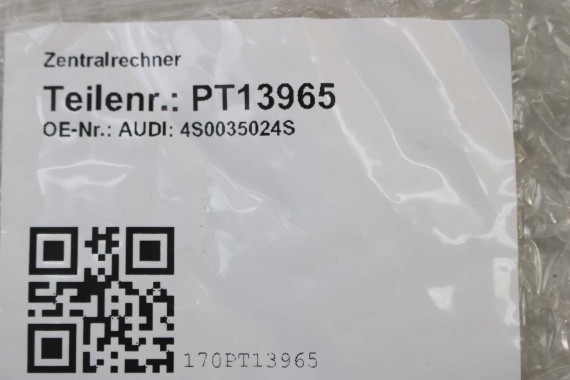 Zentralrechner
Teilenr.: PT13965
OE-Nr.: AUDI: 4S0035024S
170PT13965